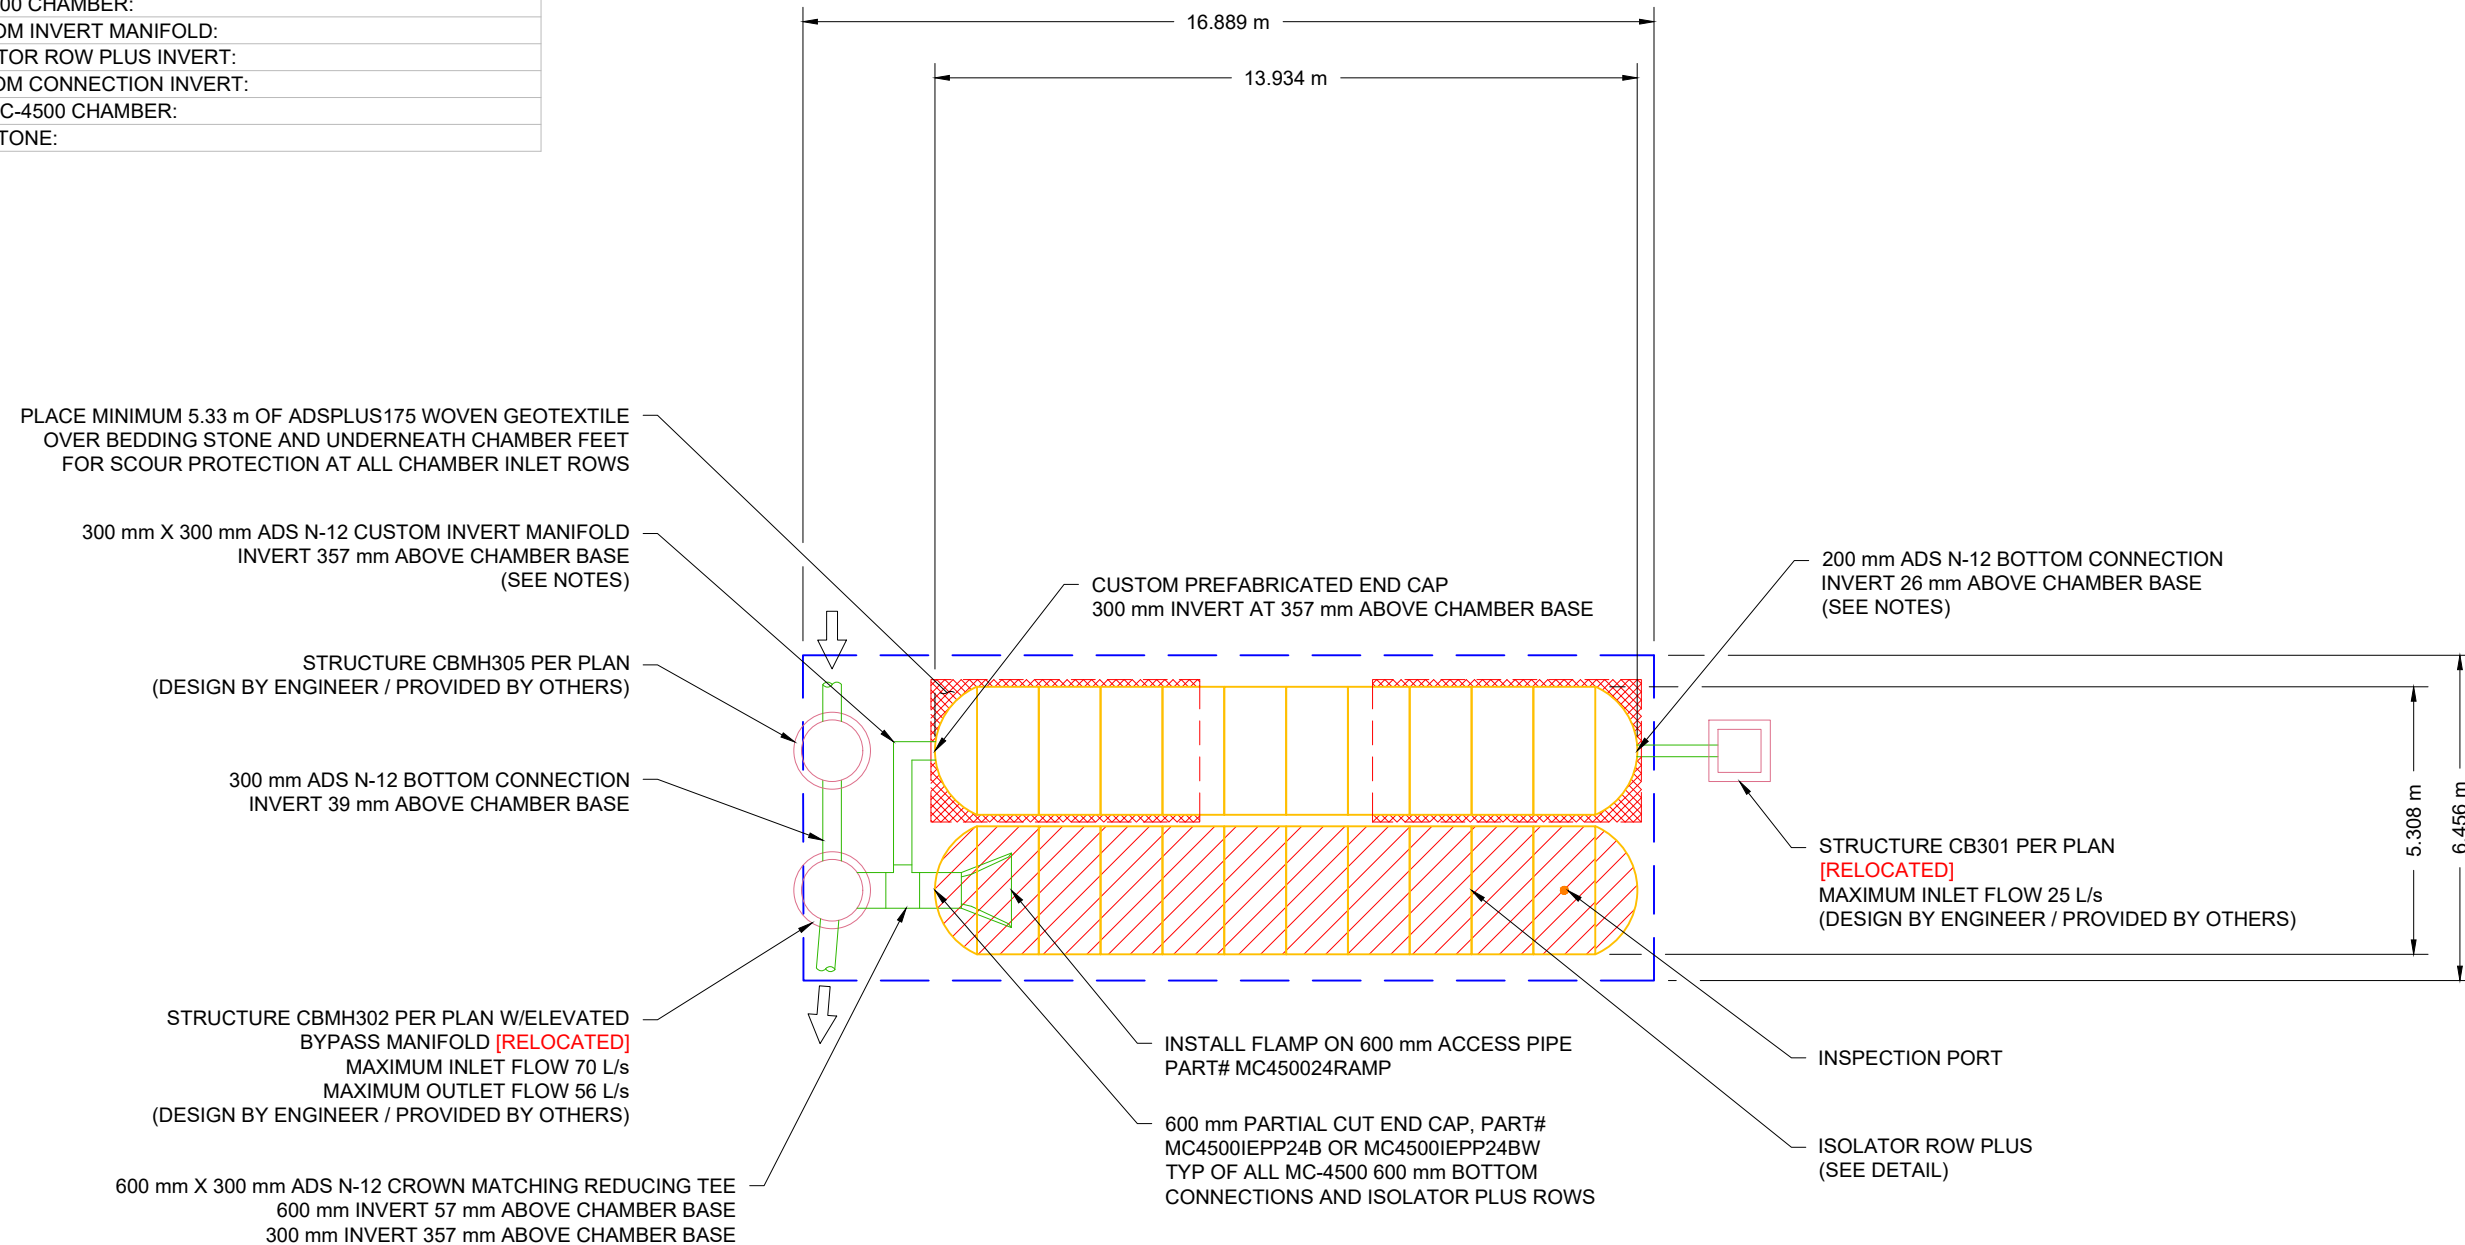 00 CHAMBER:
OM INVERT MANIFOLD:
TOR ROW PLUS INVERT:
OM CONNECTION INVERT:
C-4500 CHAMBER:
TONE:
16.889 m
13.934 m
PLACE MINIMUM 5.33 m OF ADSPLUS175 WOVEN GEOTEXTILE
OVER BEDDING STONE AND UNDERNEATH CHAMBER FEET
FOR SCOUR PROTECTION AT ALL CHAMBER INLET ROWS
300 mm X 300 mm ADS N-12 CUSTOM INVERT MANIFOLD
INVERT 357 mm ABOVE CHAMBER BASE
(SEE NOTES)
CUSTOM PREFABRICATED END CAP
300 mm INVERT AT 357 mm ABOVE CHAMBER BASE
200 mm ADS N-12 BOTTOM CONNECTION
INVERT 26 mm ABOVE CHAMBER BASE
(SEE NOTES)
STRUCTURE CBMH305 PER PLAN
(DESIGN BY ENGINEER / PROVIDED BY OTHERS)
300 mm ADS N-12 BOTTOM CONNECTION
INVERT 39 mm ABOVE CHAMBER BASE
5.308 m
6.456 m
STRUCTURE CB301 PER PLAN
[RELOCATED]
MAXIMUM INLET FLOW 25 L/s
(DESIGN BY ENGINEER / PROVIDED BY OTHERS)
STRUCTURE CBMH302 PER PLAN W/ELEVATED
BYPASS MANIFOLD [RELOCATED]
MAXIMUM INLET FLOW 70 L/s
MAXIMUM OUTLET FLOW 56 L/s
(DESIGN BY ENGINEER / PROVIDED BY OTHERS)
INSTALL FLAMP ON 600 mm ACCESS PIPE
PART# MC450024RAMP
INSPECTION PORT
600 mm PARTIAL CUT END CAP, PART#
MC4500IEPP24B OR MC4500IEPP24BW
TYP OF ALL MC-4500 600 mm BOTTOM
CONNECTIONS AND ISOLATOR PLUS ROWS
ISOLATOR ROW PLUS
(SEE DETAIL)
600 mm X 300 mm ADS N-12 CROWN MATCHING REDUCING TEE
600 mm INVERT 57 mm ABOVE CHAMBER BASE
300 mm INVERT 357 mm ABOVE CHAMBER BASE